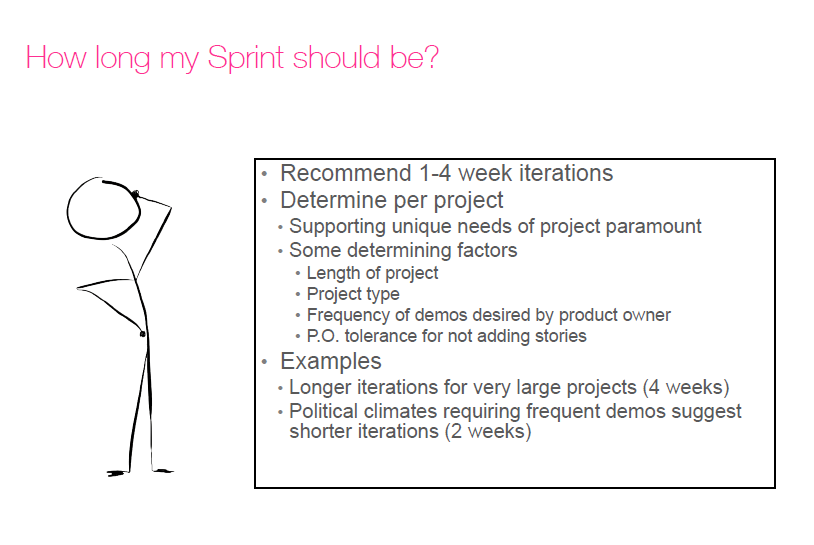 How long my Sprint should be?
• Recommend 1-4 week iterations
• Determine per project
• Supporting unique needs of project paramount
• Some determining factors
• Length of project
• Project type
• Frequency of demos desired by product owner
• P.O. tolerance for not adding stories
• Examples
• Longer iterations for very large projects (4 weeks)
• Political climates requiring frequent demos suggest
shorter iterations (2 weeks)